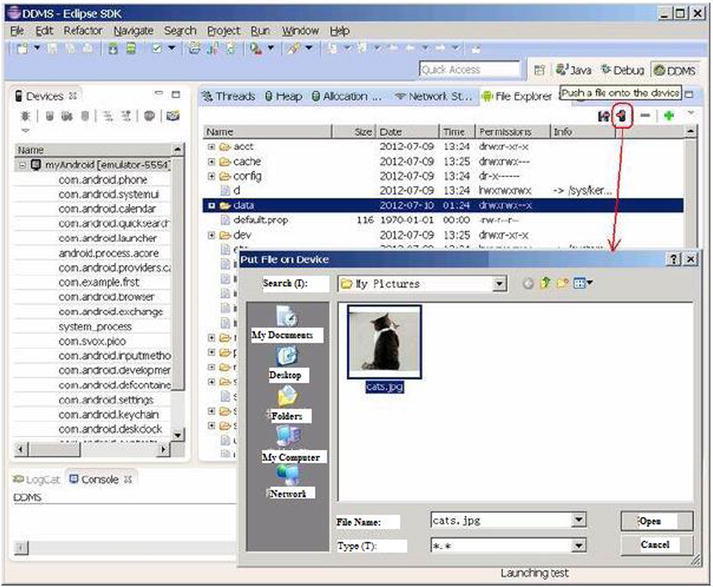 DDMS - Edipse SDK
File Edit Refactor Navigate Search Project Run Window Help
Quick Access
Java Debug DDMS
Push a file onto the device
Devices
Threads Heap Allocation ... Network St... File Explorer
Name
Name Size Date Time Permissions Info
myAndroid [emulator-5554]
com.android.phone
com.android.systemui
com.android.calendar
com.android.quicksearch
com.android.launcher
android.process.acore
com.android.providers.ca
com.example.frst
com.android.browser
com.android.exchange
system_process
com.svox.pico
com.android.inputmetho
com.android.developmen
com.android.defcontaine
com.android.settings
com.android.keychain
com.android.deskclock
acct 2012-07-09 13:24 drwxr-xr-x
cache 2012-07-09 13:25 drwxrwx---
config 2012-07-09 13:24 dr-x------
d 2012-07-09 13:24 lrwxrwxrwx -> /sys/ker...
data 2012-07-10 01:24 drwxrwx--x
default.prop 116 1970-01-01 00:00 -rw-r--r--
dev 2012-07-09 13:25 drwxr-xr-x
Put File on Device
Search (I):
My Pictures
My Documents
Desktop
Folders
My Computer
Network
cats.jpg
File Name: cats.jpg Open
Type (T): *.* Cancel
LogCat Console
DDMS
Launching test